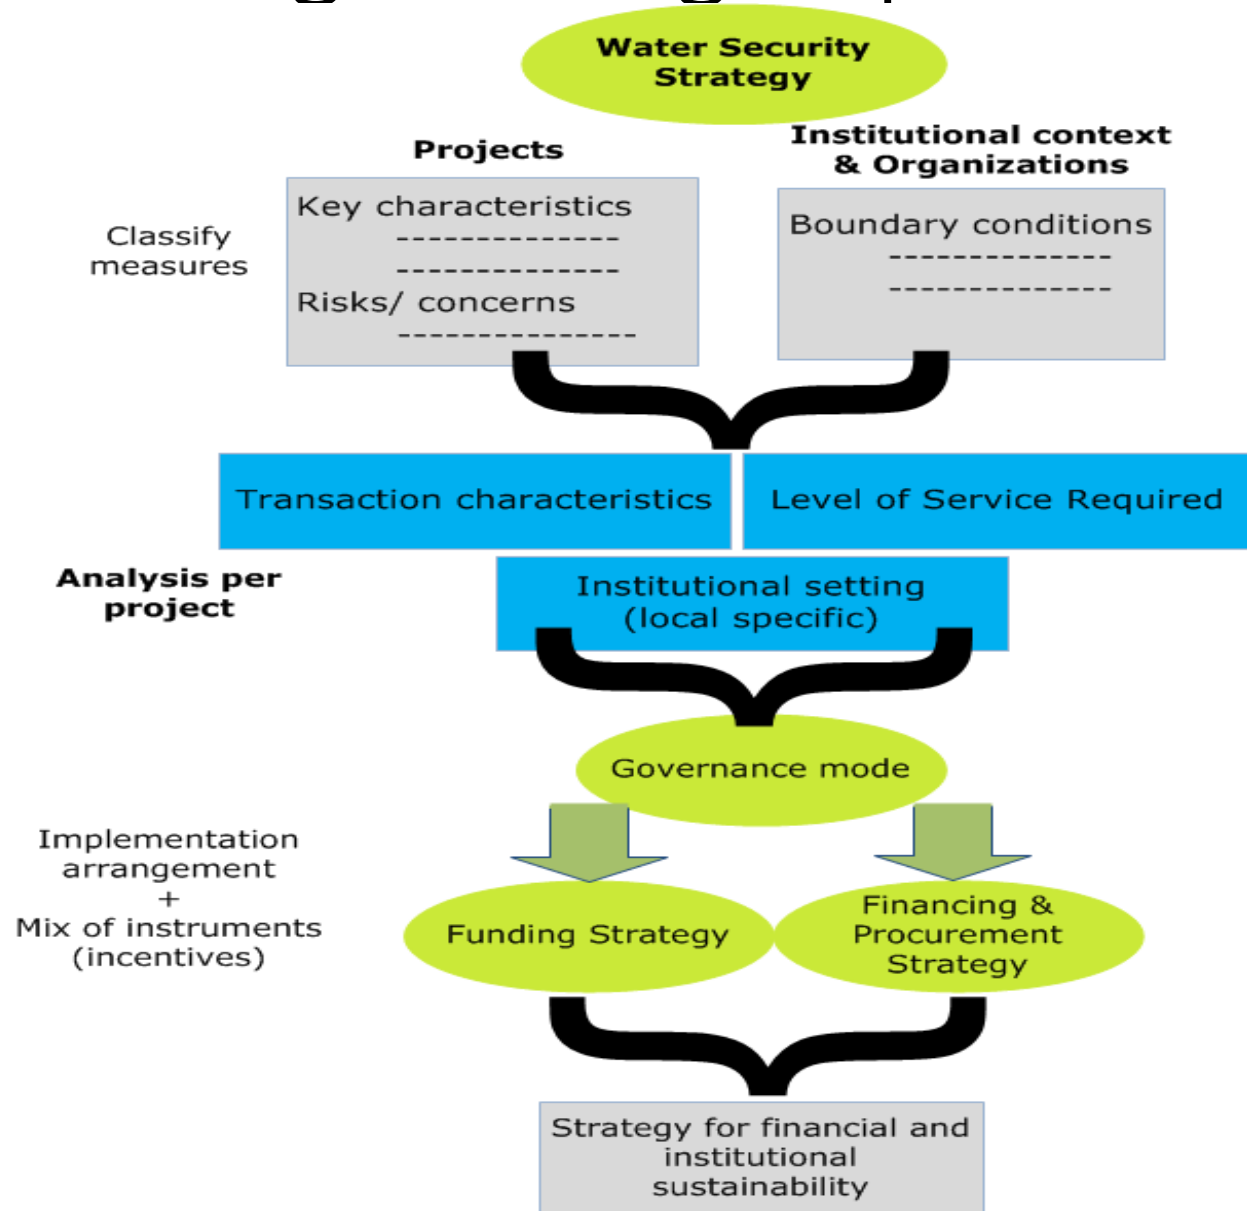 Water Security
Strategy
Projects
Institutional context
& Organizations
Classify
measures
Key characteristics
--------------
--------------
Risks/ concerns
---------------
Boundary conditions
--------------
--------------
Transaction characteristics
Level of Service Required
Analysis per
project
Institutional setting
(local specific)
Governance mode
Implementation
arrangement
+
Mix of instruments
(incentives)
Funding Strategy
Financing &
Procurement
Strategy
Strategy for financial and
institutional
sustainability